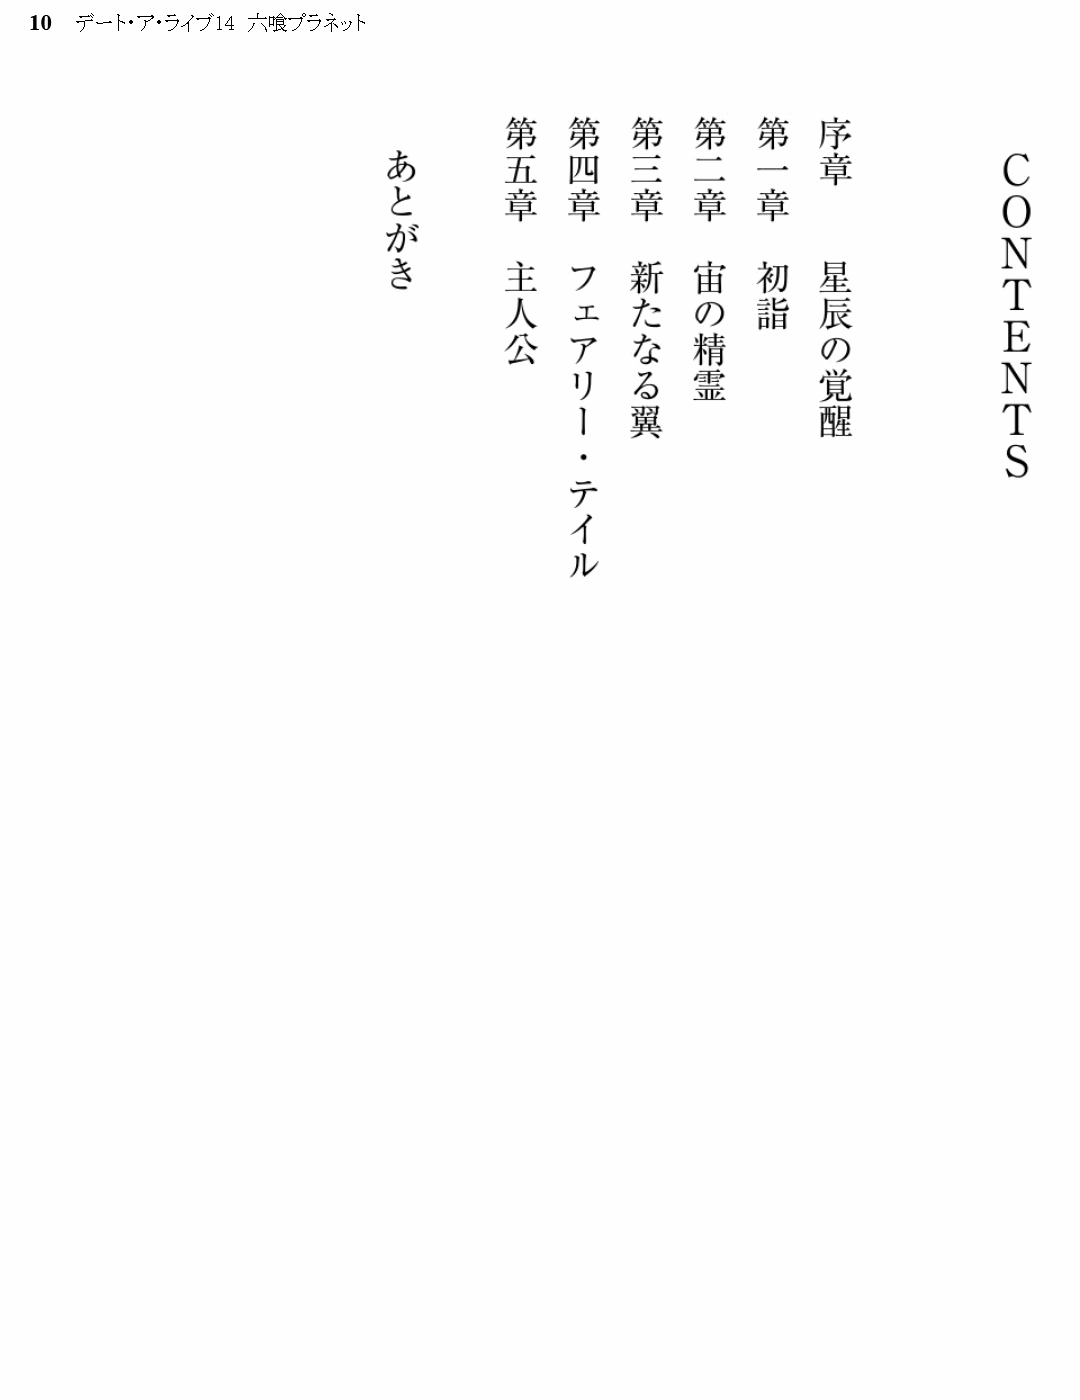 10 デート・ア・ライブ14 六喰プラネット
CONTENTS
序章 星辰の覚醒
第一章 初詣
第二章 宙の精霊
第三章 新たなる翼
第四章 フェアリー・テイル
第五章 主人公
あとがき